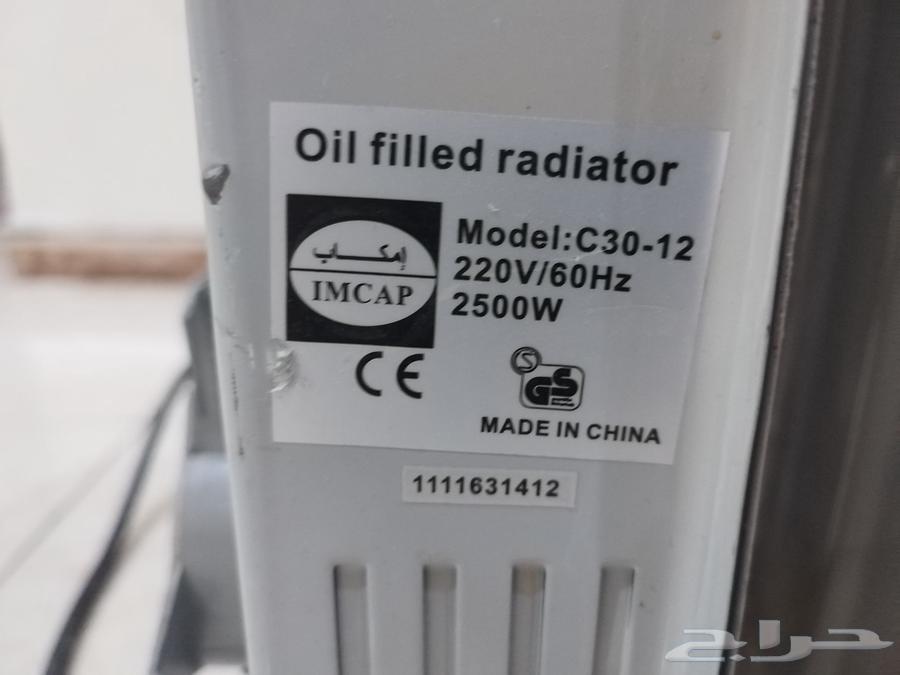 Oil filled radiator
إمكاب
IMCAP
Model:C30-12
220V/60Hz
2500W
CE
S
GS
MADE IN CHINA
1111631412
حراج